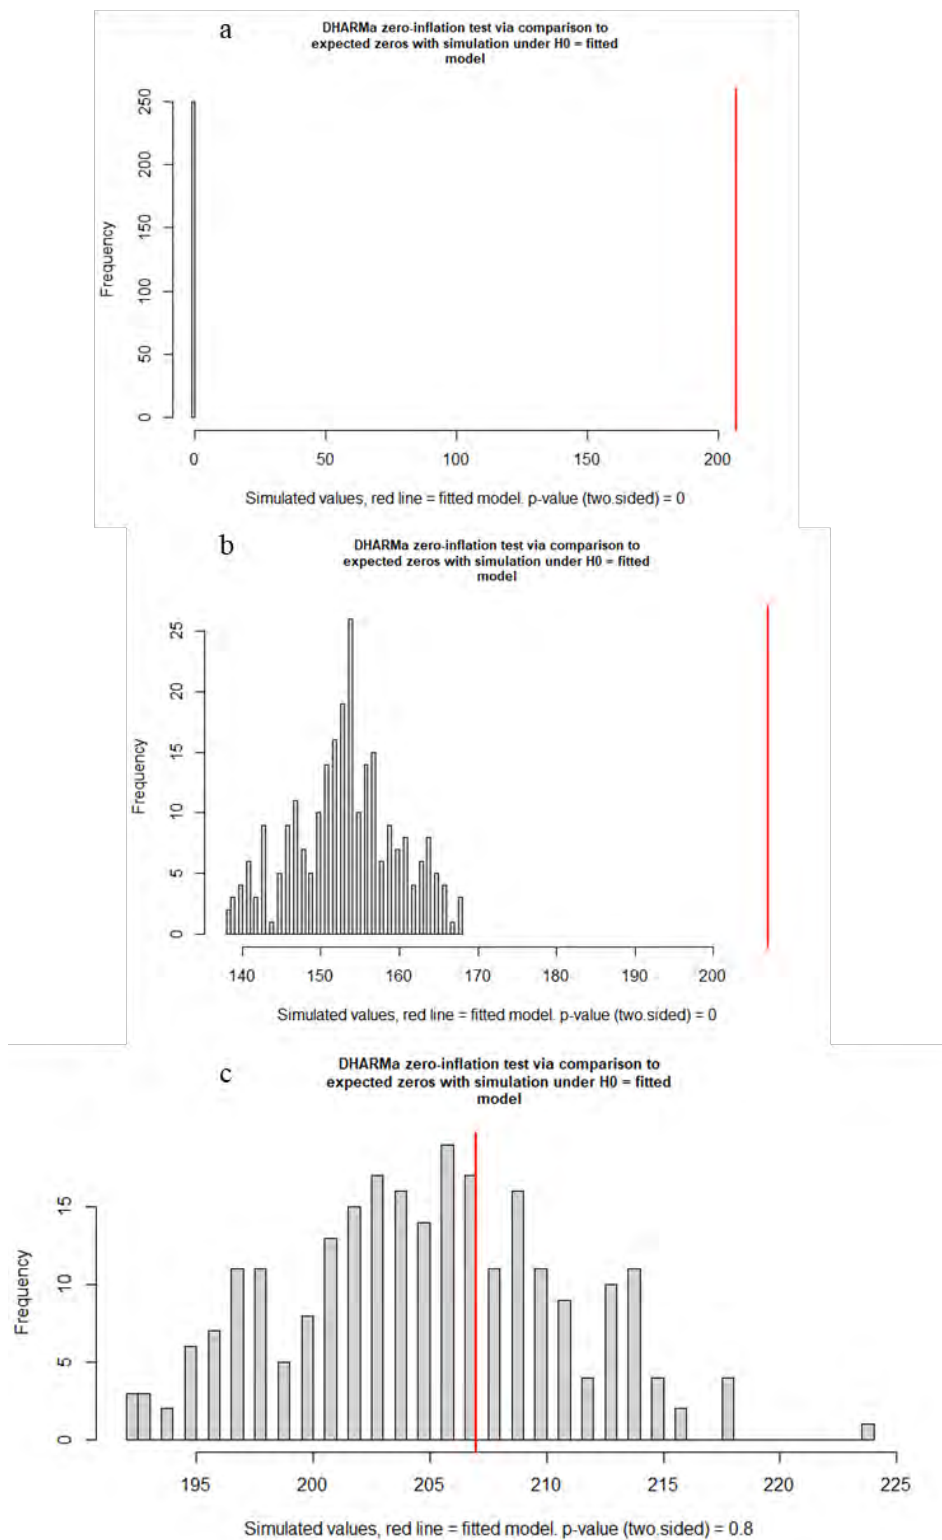 a
DHARMa zero-inflation test via comparison to
expected zeros with simulation under H0 = fitted
model
Frequency
250
200
150
100
50
0
0 50 100 150 200
Simulated values, red line = fitted model. p-value (two.sided) = 0
b
DHARMa zero-inflation test via comparison to
expected zeros with simulation under H0 = fitted
model
Frequency
25
20
15
10
5
0
140 150 160 170 180 190 200
Simulated values, red line = fitted model. p-value (two.sided) = 0
c
DHARMa zero-inflation test via comparison to
expected zeros with simulation under H0 = fitted
model
Frequency
15
10
5
0
195 200 205 210 215 220 225
Simulated values, red line = fitted model. p-value (two.sided) = 0.8